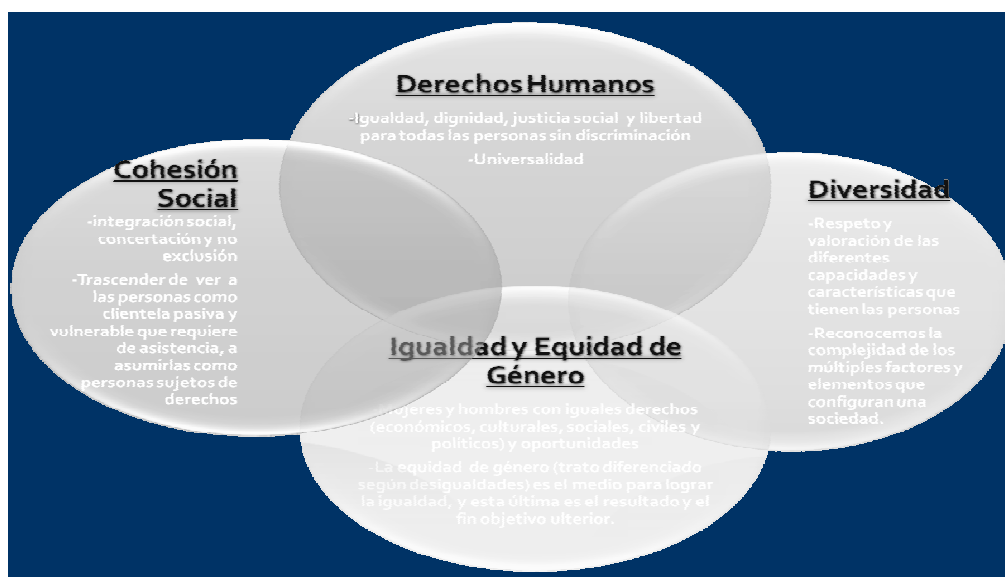 Derechos Humanos
-Igualdad, dignidad, justicia social y libertad
para todas las personas sin discriminación
-Universalidad
Cohesión
Social
-integración social,
concertación y no
exclusión
-Trascender de ver a
las personas como
clientela pasiva y
vulnerable que requiere
de asistencia, a
asumirlas como
personas sujetos de
derechos
Diversidad
-Respeto y
valoración de las
diferentes
capacidades y
características que
tienen las personas
-Reconocemos la
complejidad de los
múltiples factores y
elementos que
configuran una
sociedad.
Igualdad y Equidad de
Género
-Mujeres y hombres con iguales derechos
(económicos, culturales, sociales, civiles y
políticos) y oportunidades
-La equidad de género (trato diferenciado
según desigualdades) es el medio para lograr
la igualdad, y esta última es el resultado y el
fin objetivo ulterior.